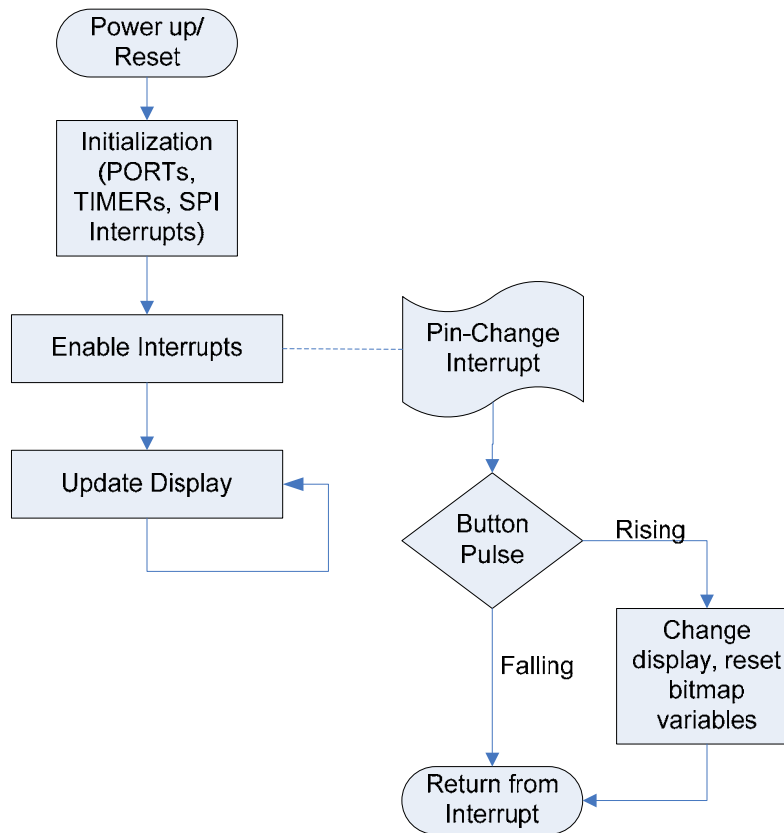 Power up/
Reset
Initialization
(PORTs,
TIMERs, SPI
Interrupts)
Enable Interrupts
Pin-Change
Interrupt
Update Display
Button
Pulse
Rising
Falling
Change
display, reset
bitmap
variables
Return from
Interrupt